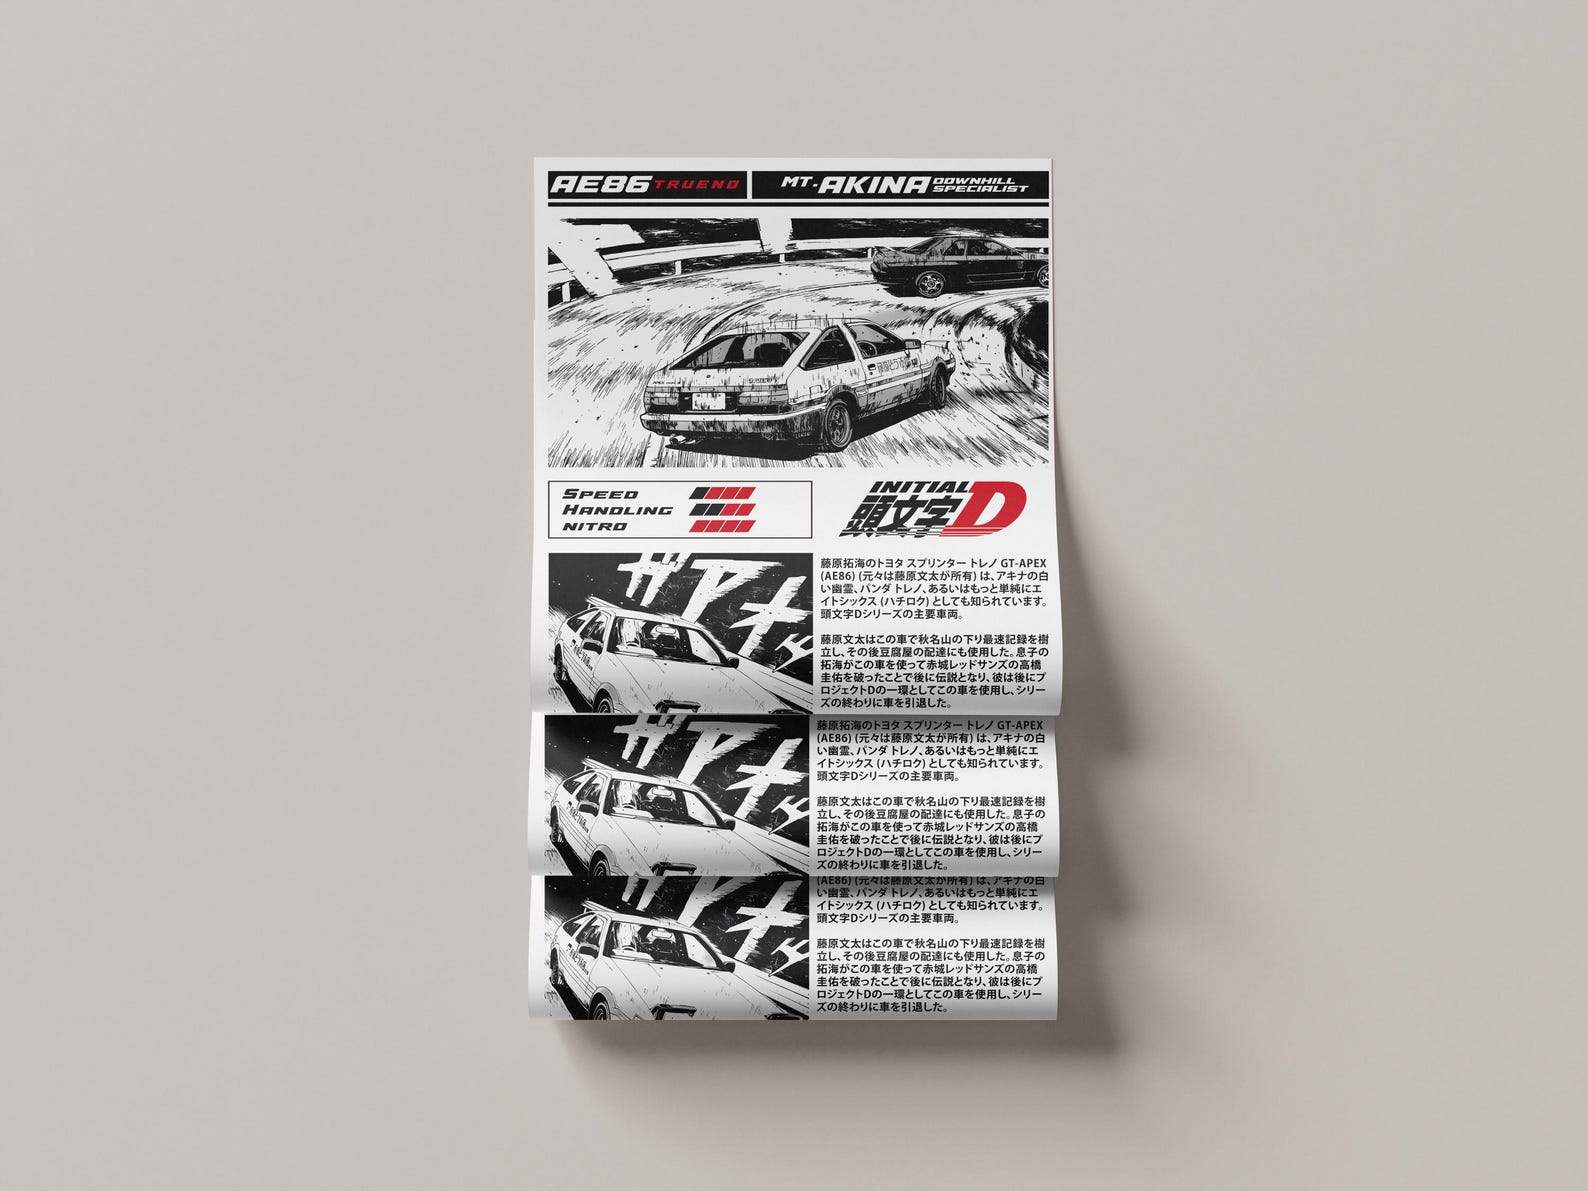 AE86 TRUENO
MT. AKINA DOWNHILL SPECIALIST
SPEED
HANDLING
NITRO
INITIAL D
頭文字
藤原拓海のトヨタ スプリンター トレノ GT-APEX
(AE86) (元々は藤原文太が所有) は、アキナの白
い幽霊、パンダ トレノ、あるいはもっと単純にエ
イトシックス (ハチロク) としても知られています。
頭文字Dシリーズの主要車両。
藤原文太はこの車で秋名山の下り最速記録を樹
立し、その後豆腐屋の配達にも使用した。息子の
拓海がこの車を使って赤城レッドサンズの高橋
圭佑を破ったことで後に伝説となり、彼は後にプ
ロジェクトDの一環としてこの車を使用し、シリー
ズの終わりに車を引退した。
ガアァッ
藤原拓海のトヨタ スプリンター トレノ GT-APEX
(AE86) (元々は藤原文太が所有) は、アキナの白
い幽霊、パンダ トレノ、あるいはもっと単純にエ
イトシックス (ハチロク) としても知られています。
頭文字Dシリーズの主要車両。
藤原文太はこの車で秋名山の下り最速記録を樹
立し、その後豆腐屋の配達にも使用した。息子の
拓海がこの車を使って赤城レッドサンズの高橋
圭佑を破ったことで後に伝説となり、彼は後にプ
ロジェクトDの一環としてこの車を使用し、シリー
ズの終わりに車を引退した。
(AE86) (元々は藤原文太が所有) は、アキナの白
い幽霊、パンダ トレノ、あるいはもっと単純にエ
イトシックス (ハチロク) としても知られています。
頭文字Dシリーズの主要車両。
藤原文太はこの車で秋名山の下り最速記録を樹
立し、その後豆腐屋の配達にも使用した。息子の
拓海がこの車を使って赤城レッドサンズの高橋
圭佑を破ったことで後に伝説となり、彼は後にプ
ロジェクトDの一環としてこの車を使用し、シリー
ズの終わりに車を引退した。